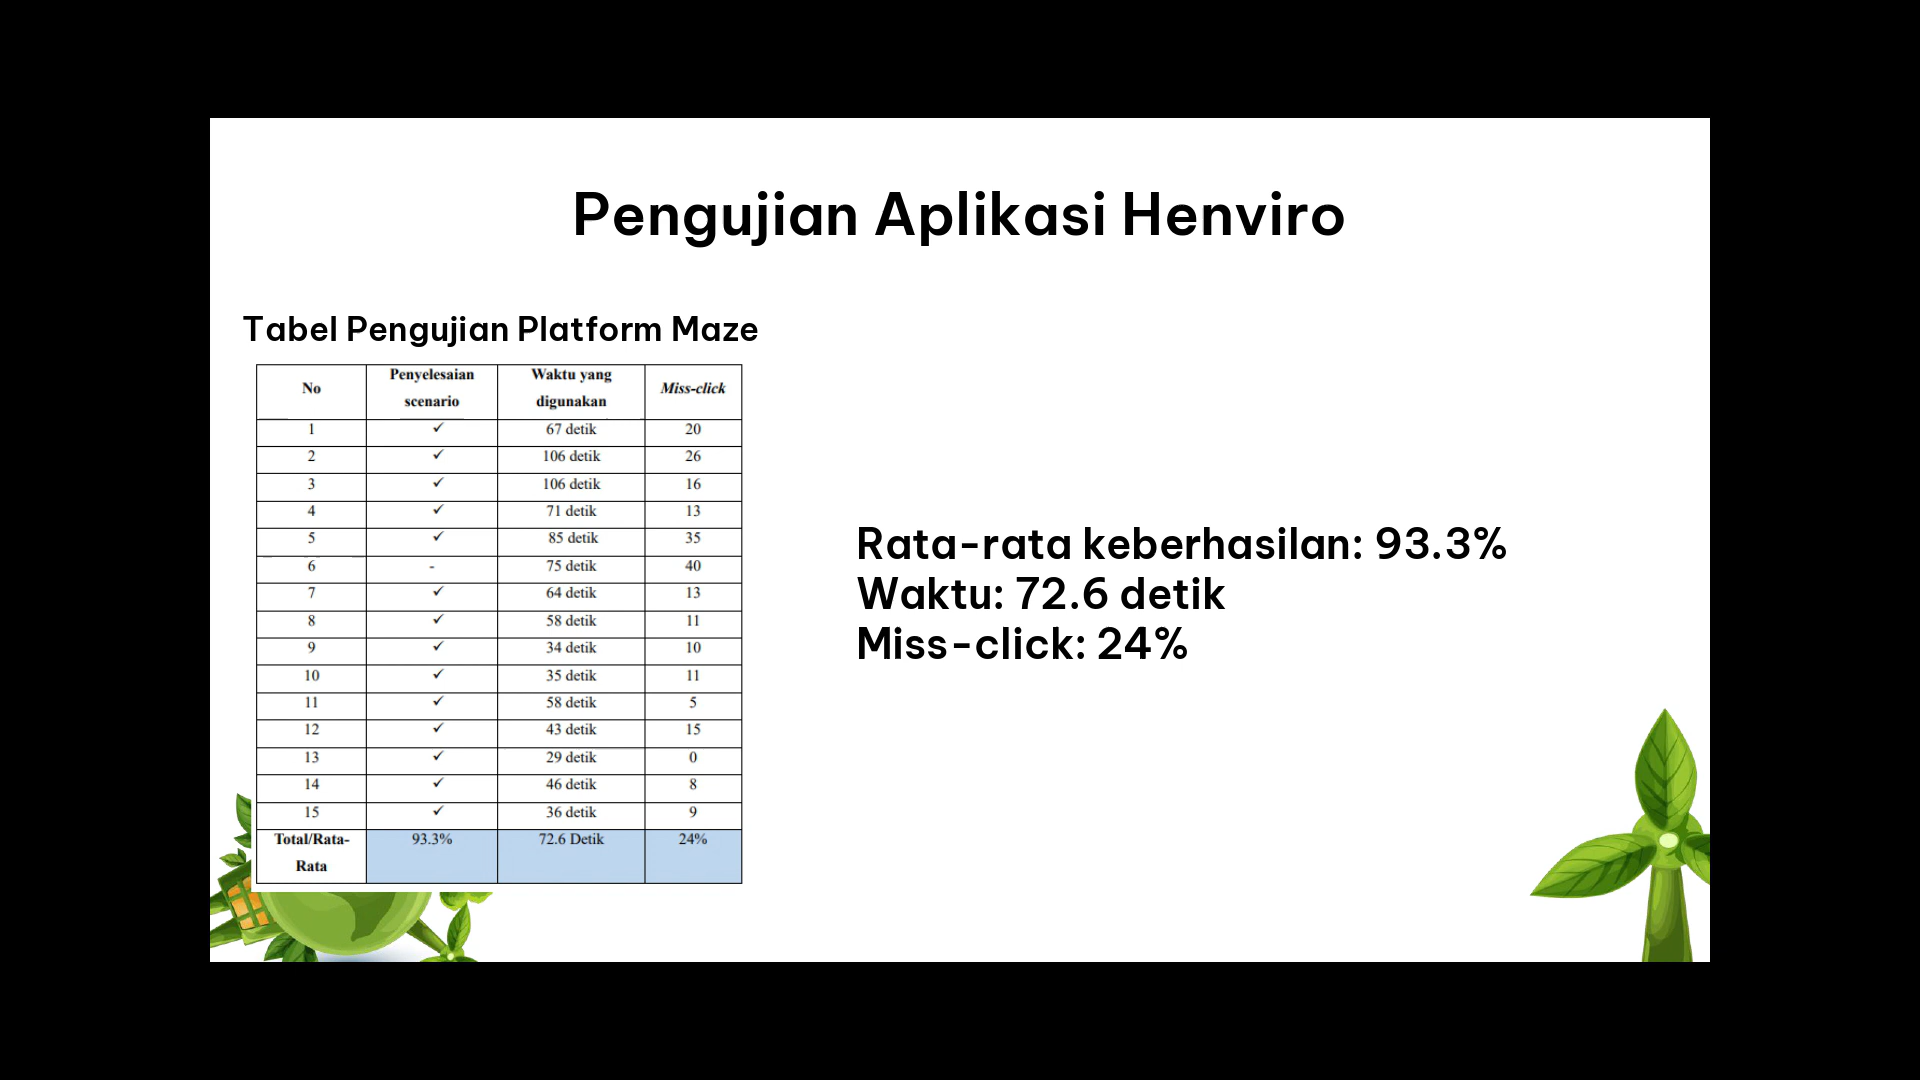 Pengujian Aplikasi Henviro
Tabel Pengujian Platform Maze
No Penyelesaian scenario Waktu yang digunakan Miss-click
1 ✓ 67 detik 20
2 ✓ 106 detik 26
3 ✓ 106 detik 16
4 ✓ 71 detik 13
5 ✓ 85 detik 35
6 - 75 detik 40
7 ✓ 64 detik 13
8 ✓ 58 detik 11
9 ✓ 34 detik 10
10 ✓ 35 detik 11
11 ✓ 58 detik 5
12 ✓ 43 detik 15
13 ✓ 29 detik 0
14 ✓ 46 detik 8
15 ✓ 36 detik 9
Total/Rata-Rata 93.3% 72.6 Detik 24%
Rata-rata keberhasilan: 93.3%
Waktu: 72.6 detik
Miss-click: 24%